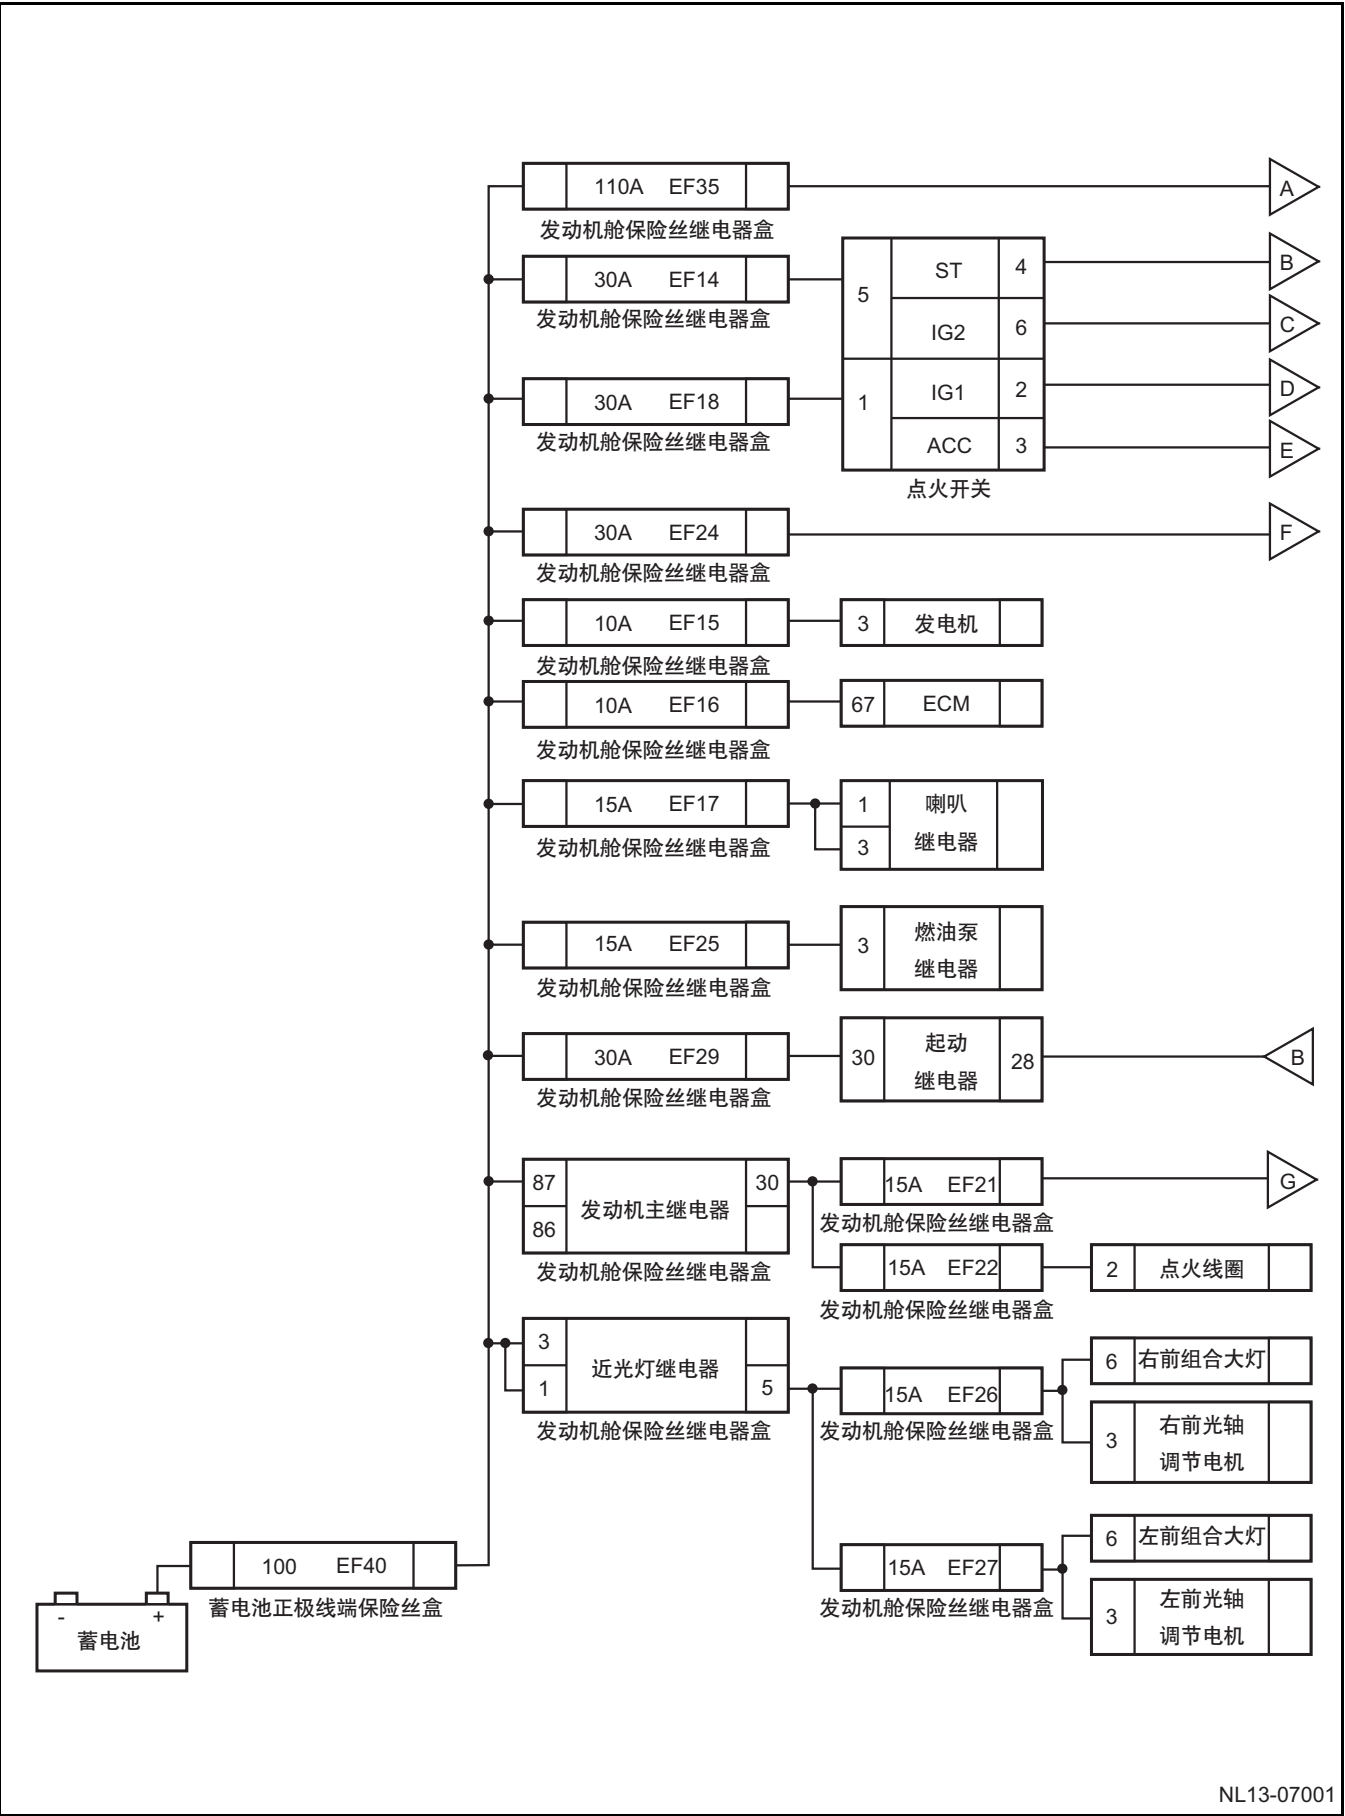 110A EF35
A
发动机舱保险丝继电器盒
30A EF14
发动机舱保险丝继电器盒
5
ST
4
B
IG2
6
C
30A EF18
发动机舱保险丝继电器盒
1
IG1
2
D
ACC
3
E
点火开关
30A EF24
F
发动机舱保险丝继电器盒
10A EF15
3
发电机
发动机舱保险丝继电器盒
10A EF16
67
ECM
发动机舱保险丝继电器盒
15A EF17
1
3
喇叭
继电器
发动机舱保险丝继电器盒
15A EF25
3
燃油泵
继电器
发动机舱保险丝继电器盒
30A EF29
30
起动
继电器
28
B
发动机舱保险丝继电器盒
87
86
发动机主继电器
30
发动机舱保险丝继电器盒
15A EF21
G
发动机舱保险丝继电器盒
15A EF22
2
点火线圈
发动机舱保险丝继电器盒
3
1
近光灯继电器
5
发动机舱保险丝继电器盒
15A EF26
发动机舱保险丝继电器盒
6
右前组合大灯
3
右前光轴
调节电机
15A EF27
发动机舱保险丝继电器盒
6
左前组合大灯
3
左前光轴
调节电机
100 EF40
蓄电池正极线端保险丝盒
- +
蓄电池
NL13-07001